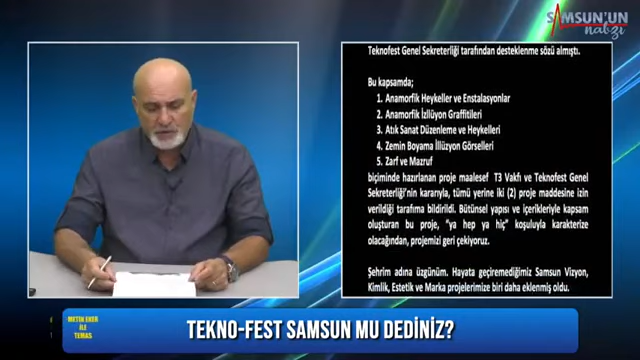 SAMSUN'UN
nabzı
Teknofest Genel Sekreterliği tarafından desteklenme sözü almıştı.
Bu kapsamda;
1. Anamorfik Heykeller ve Enstalasyonlar
2. Anamorfik İzllüyon Graffitileri
3. Atık Sanat Düzenleme ve Heykelleri
4. Zemin Boyama İllüzyon Görselleri
5. Zarf ve Mazruf
biçiminde hazırlanan proje maalesef T3 Vakfı ve Teknofest Genel
Sekreterliği'nin kararıyla, tümü yerine iki (2) proje maddesine izin
verildiği tarafıma bildirildi. Bütünsel yapısı ve içerikleriyle kapsam
oluşturan bu proje, "ya hep ya hiç" koşuluyla karakterize
olacağından, projemizi geri çekiyoruz.
Şehrim adına üzgünüm. Hayata geçiremediğimiz Samsun Vizyon,
Kimlik, Estetik ve Marka projelerimize biri daha eklenmiş oldu.
METİN EKER
İLE
TEMAS
TEKNO-FEST SAMSUN MU DEDİNİZ?